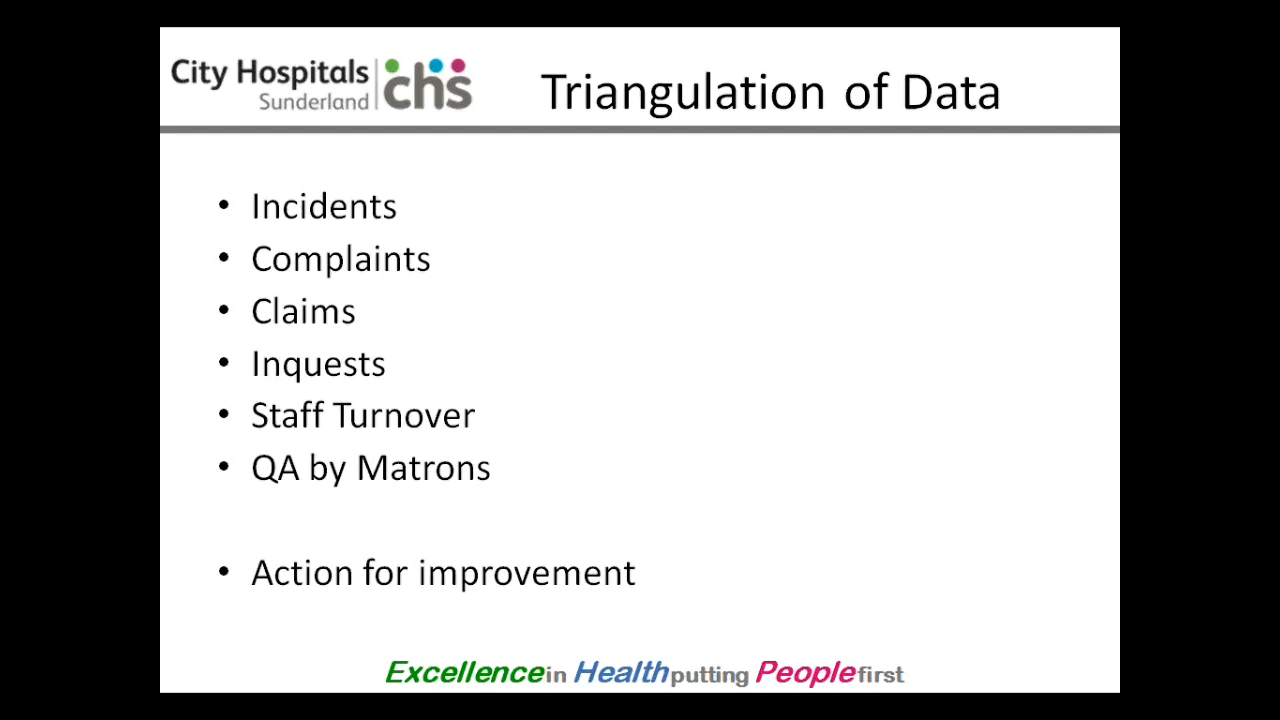 City Hospitals
Sunderland
chs
Triangulation of Data
• Incidents
• Complaints
• Claims
• Inquests
• Staff Turnover
• QA by Matrons
• Action for improvement
Excellence in Health putting People first